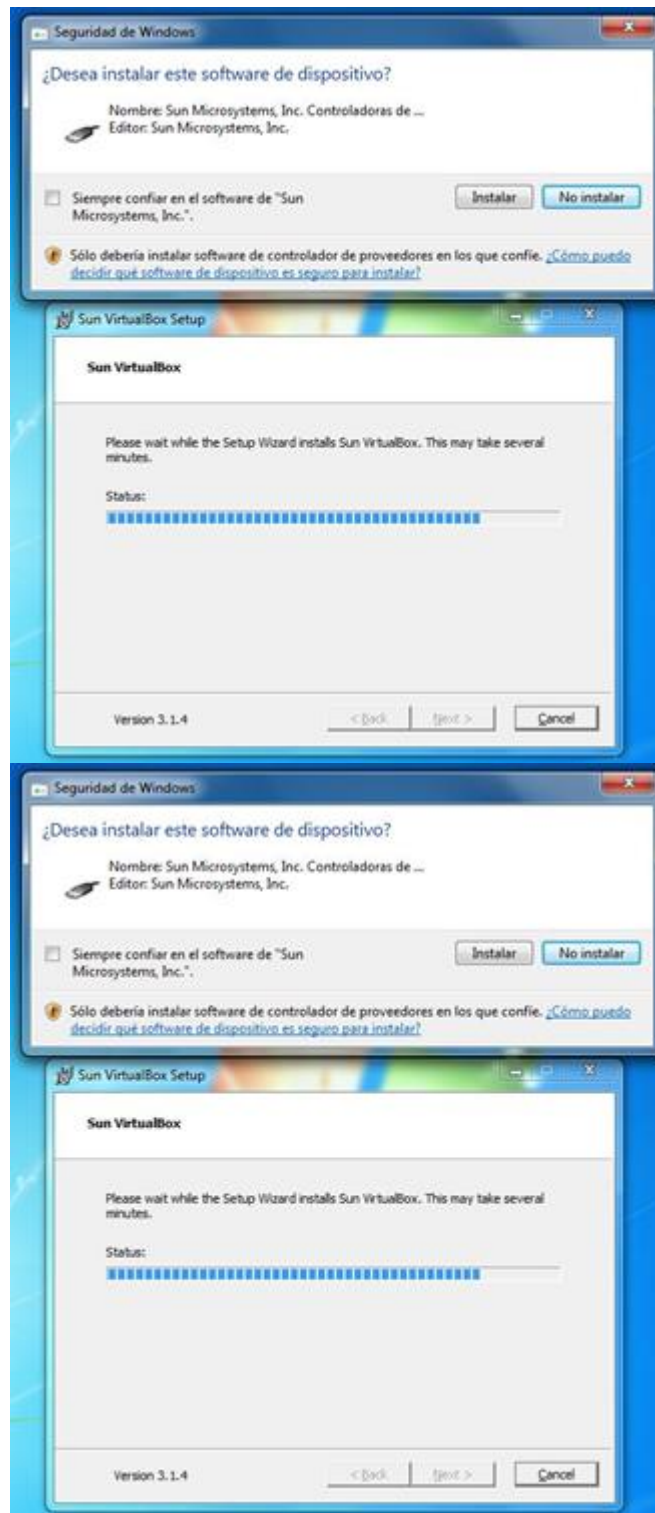 Seguridad de Windows
¿Desea instalar este software de dispositivo?
Nombre: Sun Microsystems, Inc. Controladoras de ...
Editor: Sun Microsystems, Inc.
Siempre confiar en el software de "Sun
Microsystems, Inc.".
Instalar
No instalar
Sólo debería instalar software de controlador de proveedores en los que confíe. ¿Cómo puedo
decidir qué software de dispositivo es seguro para instalar?
Sun VirtualBox Setup
Sun VirtualBox
Please wait while the Setup Wizard installs Sun VirtualBox. This may take several
minutes.
Status:
Version 3.1.4
< Back
Next >
Cancel
Seguridad de Windows
¿Desea instalar este software de dispositivo?
Nombre: Sun Microsystems, Inc. Controladoras de ...
Editor: Sun Microsystems, Inc.
Siempre confiar en el software de "Sun
Microsystems, Inc.".
Instalar
No instalar
Sólo debería instalar software de controlador de proveedores en los que confíe. ¿Cómo puedo
decidir qué software de dispositivo es seguro para instalar?
Sun VirtualBox Setup
Sun VirtualBox
Please wait while the Setup Wizard installs Sun VirtualBox. This may take several
minutes.
Status:
Version 3.1.4
< Back
Next >
Cancel